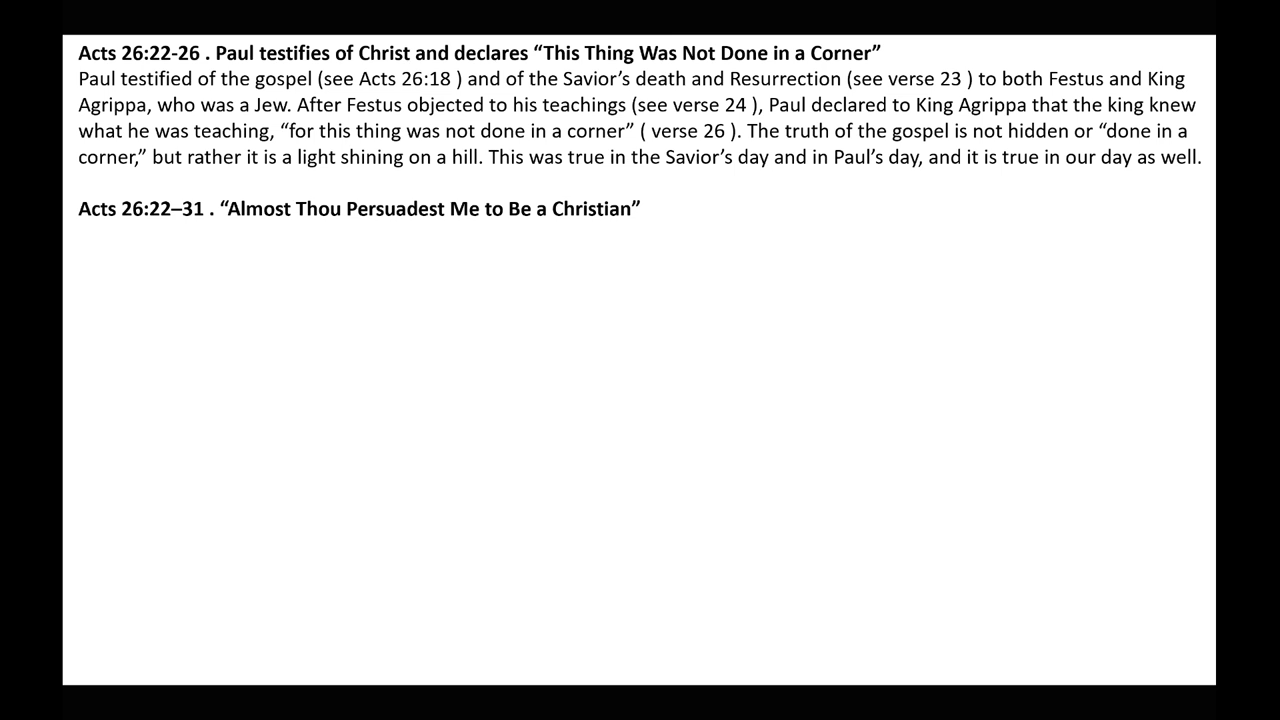 Acts 26:22-26 . Paul testifies of Christ and declares “This Thing Was Not Done in a Corner”
Paul testified of the gospel (see Acts 26:18 ) and of the Savior’s death and Resurrection (see verse 23 ) to both Festus and King
Agrippa, who was a Jew. After Festus objected to his teachings (see verse 24 ), Paul declared to King Agrippa that the king knew
what he was teaching, “for this thing was not done in a corner” ( verse 26 ). The truth of the gospel is not hidden or “done in a
corner,” but rather it is a light shining on a hill. This was true in the Savior’s day and in Paul’s day, and it is true in our day as well.
Acts 26:22–31 . “Almost Thou Persuadest Me to Be a Christian”